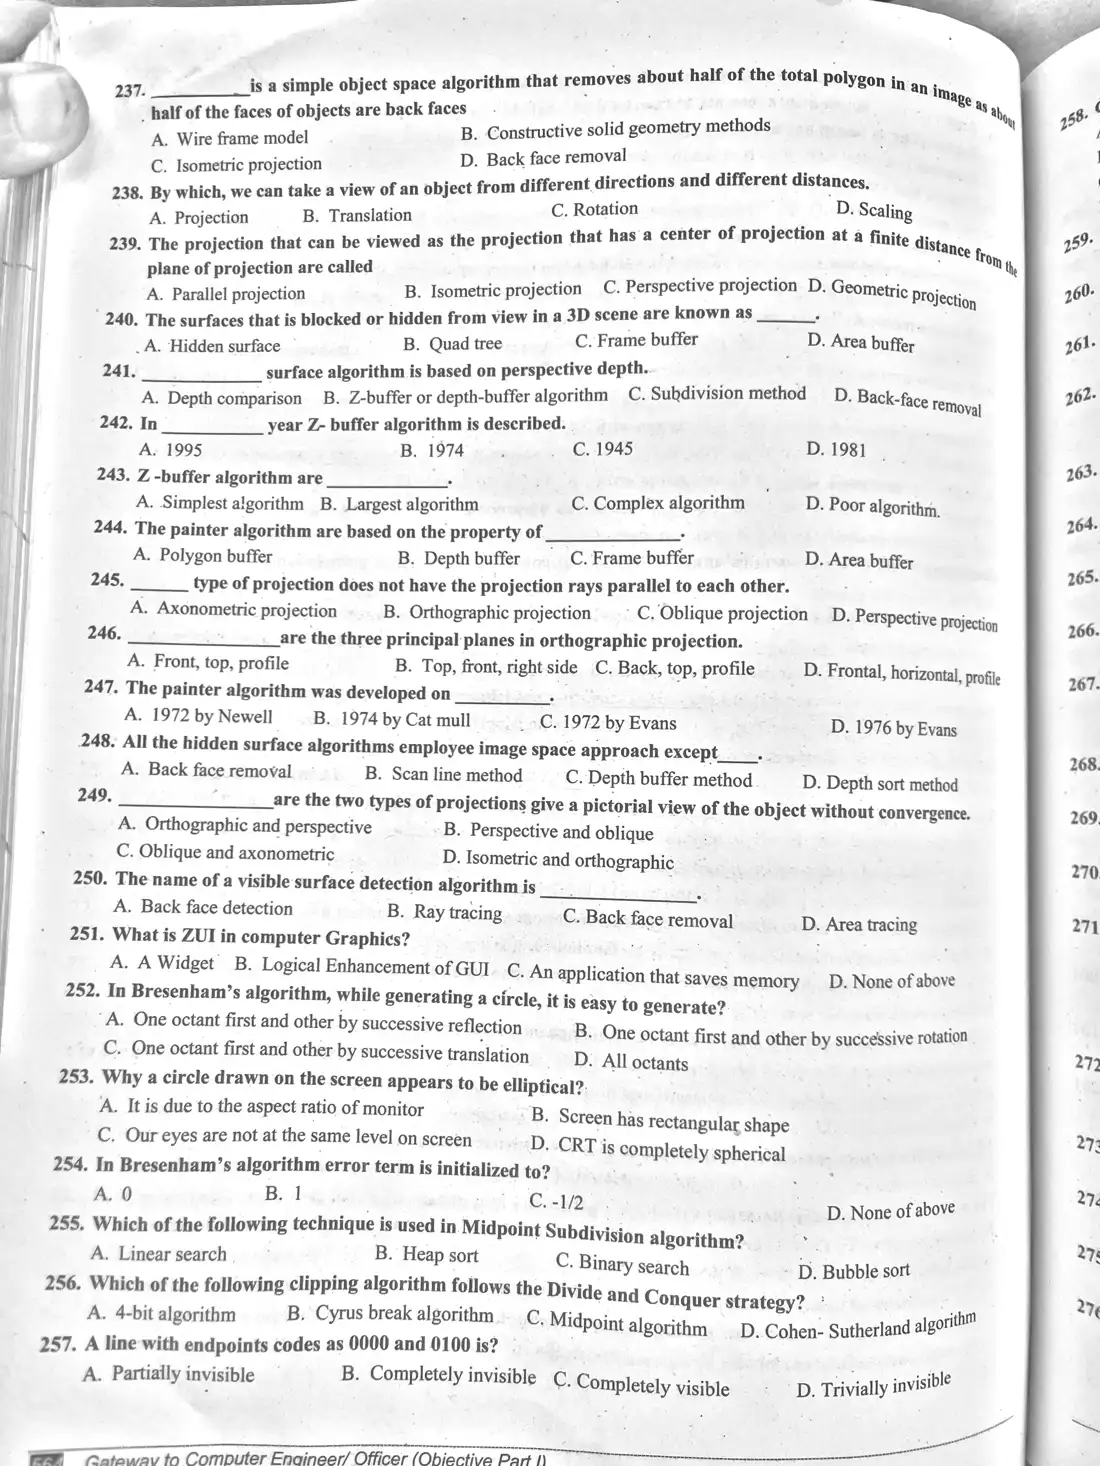 237. __________is a simple object space algorithm that removes about half of the total polygon in an image as about
half of the faces of objects are back faces
A. Wire frame model B. Constructive solid geometry methods
C. Isometric projection D. Back face removal
238. By which, we can take a view of an object from different directions and different distances.
A. Projection B. Translation C. Rotation D. Scaling
239. The projection that can be viewed as the projection that has a center of projection at a finite distance from the
plane of projection are called
A. Parallel projection B. Isometric projection C. Perspective projection D. Geometric projection
240. The surfaces that is blocked or hidden from view in a 3D scene are known as ______.
A. Hidden surface B. Quad tree C. Frame buffer D. Area buffer
241. ____________ surface algorithm is based on perspective depth.
A. Depth comparison B. Z-buffer or depth-buffer algorithm C. Subdivision method D. Back-face removal
242. In __________ year Z- buffer algorithm is described.
A. 1995 B. 1974 C. 1945 D. 1981
243. Z -buffer algorithm are ____________.
A. Simplest algorithm B. Largest algorithm C. Complex algorithm D. Poor algorithm.
244. The painter algorithm are based on the property of _____________.
A. Polygon buffer B. Depth buffer C. Frame buffer D. Area buffer
245. ______ type of projection does not have the projection rays parallel to each other.
A. Axonometric projection B. Orthographic projection C. Oblique projection D. Perspective projection
246. _______________are the three principal planes in orthographic projection.
A. Front, top, profile B. Top, front, right side C. Back, top, profile D. Frontal, horizontal, profile
247. The painter algorithm was developed on _________.
A. 1972 by Newell B. 1974 by Cat mull C. 1972 by Evans D. 1976 by Evans
248. All the hidden surface algorithms employee image space approach except____.
A. Back face removal B. Scan line method C. Depth buffer method D. Depth sort method
249. _______________are the two types of projections give a pictorial view of the object without convergence.
A. Orthographic and perspective B. Perspective and oblique
C. Oblique and axonometric D. Isometric and orthographic
250. The name of a visible surface detection algorithm is _______________.
A. Back face detection B. Ray tracing C. Back face removal D. Area tracing
251. What is ZUI in computer Graphics?
A. A Widget B. Logical Enhancement of GUI C. An application that saves memory D. None of above
252. In Bresenham's algorithm, while generating a circle, it is easy to generate?
A. One octant first and other by successive reflection B. One octant first and other by successive rotation
C. One octant first and other by successive translation D. All octants
253. Why a circle drawn on the screen appears to be elliptical?
A. It is due to the aspect ratio of monitor B. Screen has rectangular shape
C. Our eyes are not at the same level on screen D. CRT is completely spherical
254. In Bresenham's algorithm error term is initialized to?
A. 0 B. 1 C. -1/2 D. None of above
255. Which of the following technique is used in Midpoint Subdivision algorithm?
A. Linear search B. Heap sort C. Binary search D. Bubble sort
256. Which of the following clipping algorithm follows the Divide and Conquer strategy?
A. 4-bit algorithm B. Cyrus break algorithm C. Midpoint algorithm D. Cohen- Sutherland algorithm
257. A line with endpoints codes as 0000 and 0100 is?
A. Partially invisible B. Completely invisible C. Completely visible D. Trivially invisible
Gateway to Computer Engineer/ Officer (Objective Part I)
258.
259.
260.
261.
262.
263.
264.
265.
266.
267.
268.
269.
270
271
272